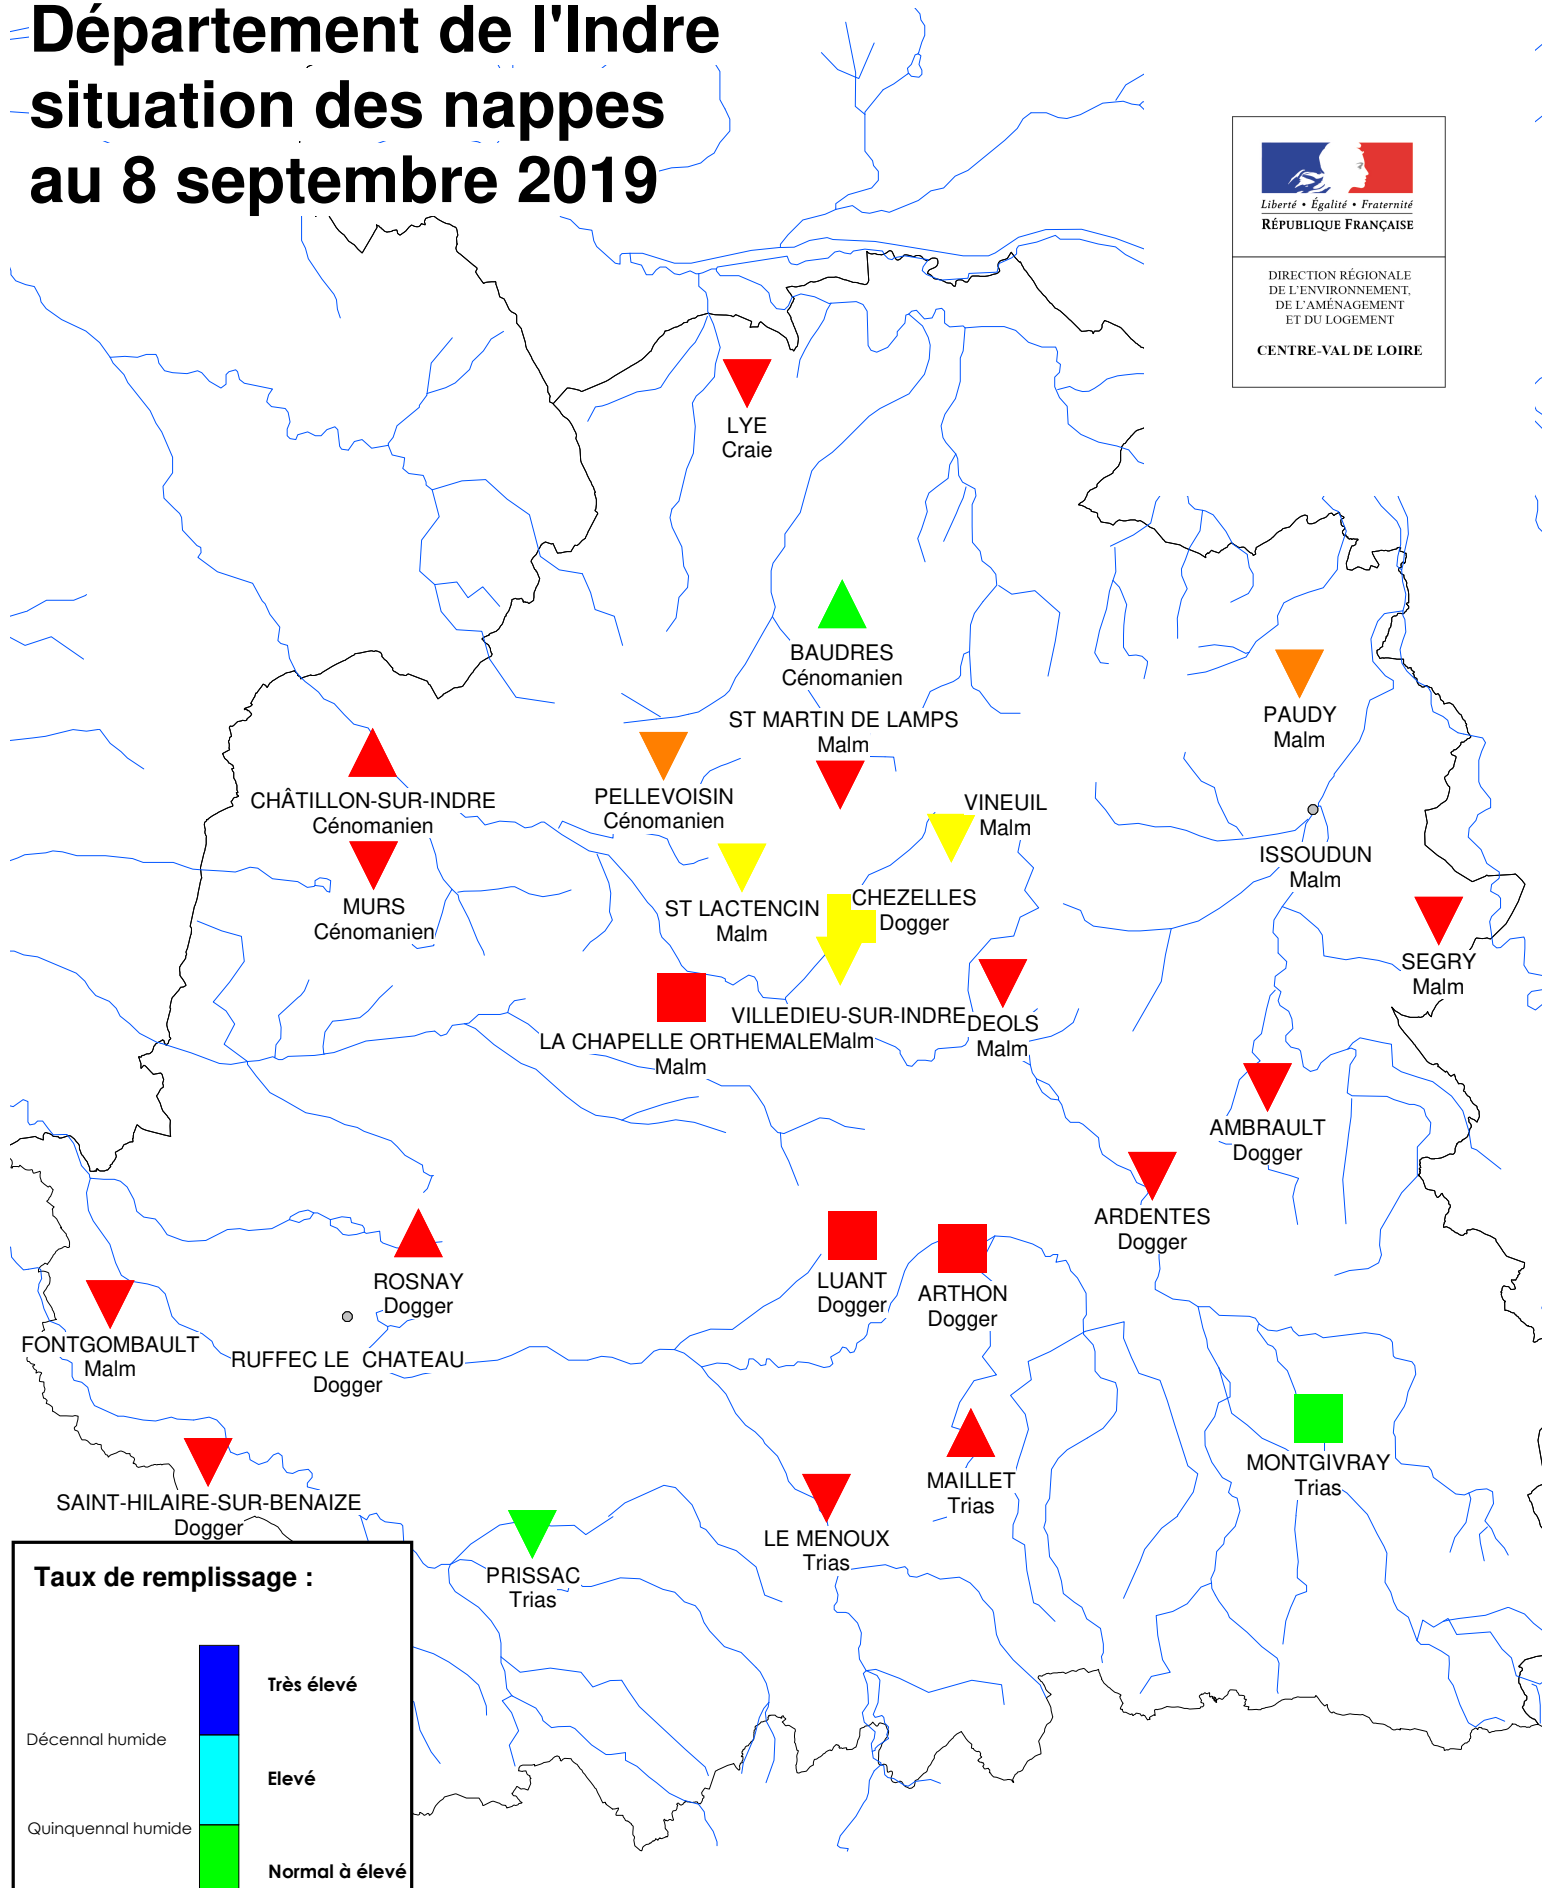 Département de l'Indre
situation des nappes
au 8 septembre 2019
Liberté • Égalité • Fraternité
RÉPUBLIQUE FRANÇAISE
DIRECTION RÉGIONALE
DE L'ENVIRONNEMENT,
DE L'AMÉNAGEMENT
ET DU LOGEMENT
CENTRE-VAL DE LOIRE
LYE
Craie
BAUDRES
Cénomanien
ST MARTIN DE LAMPS
Malm
PAUDY
Malm
CHÂTILLON-SUR-INDRE
Cénomanien
PELLEVOISIN
Cénomanien
VINEUIL
Malm
ISSOUDUN
Malm
MURS
Cénomanien
ST LACTENCIN
Malm
CHEZELLES
Dogger
SEGRY
Malm
VILLEDIEU-SUR-INDRE
Malm
DEOLS
Malm
LA CHAPELLE ORTHEMALE
Malm
AMBRAULT
Dogger
ARDENTES
Dogger
ROSNAY
Dogger
LUANT
Dogger
ARTHON
Dogger
FONTGOMBAULT
Malm
RUFFEC LE CHATEAU
Dogger
MAILLET
Trias
MONTGIVRAY
Trias
SAINT-HILAIRE-SUR-BENAIZE
Dogger
LE MENOUX
Trias
PRISSAC
Trias
Taux de remplissage :
Très élevé
Décennal humide
Elevé
Quinquennal humide
Normal à élevé